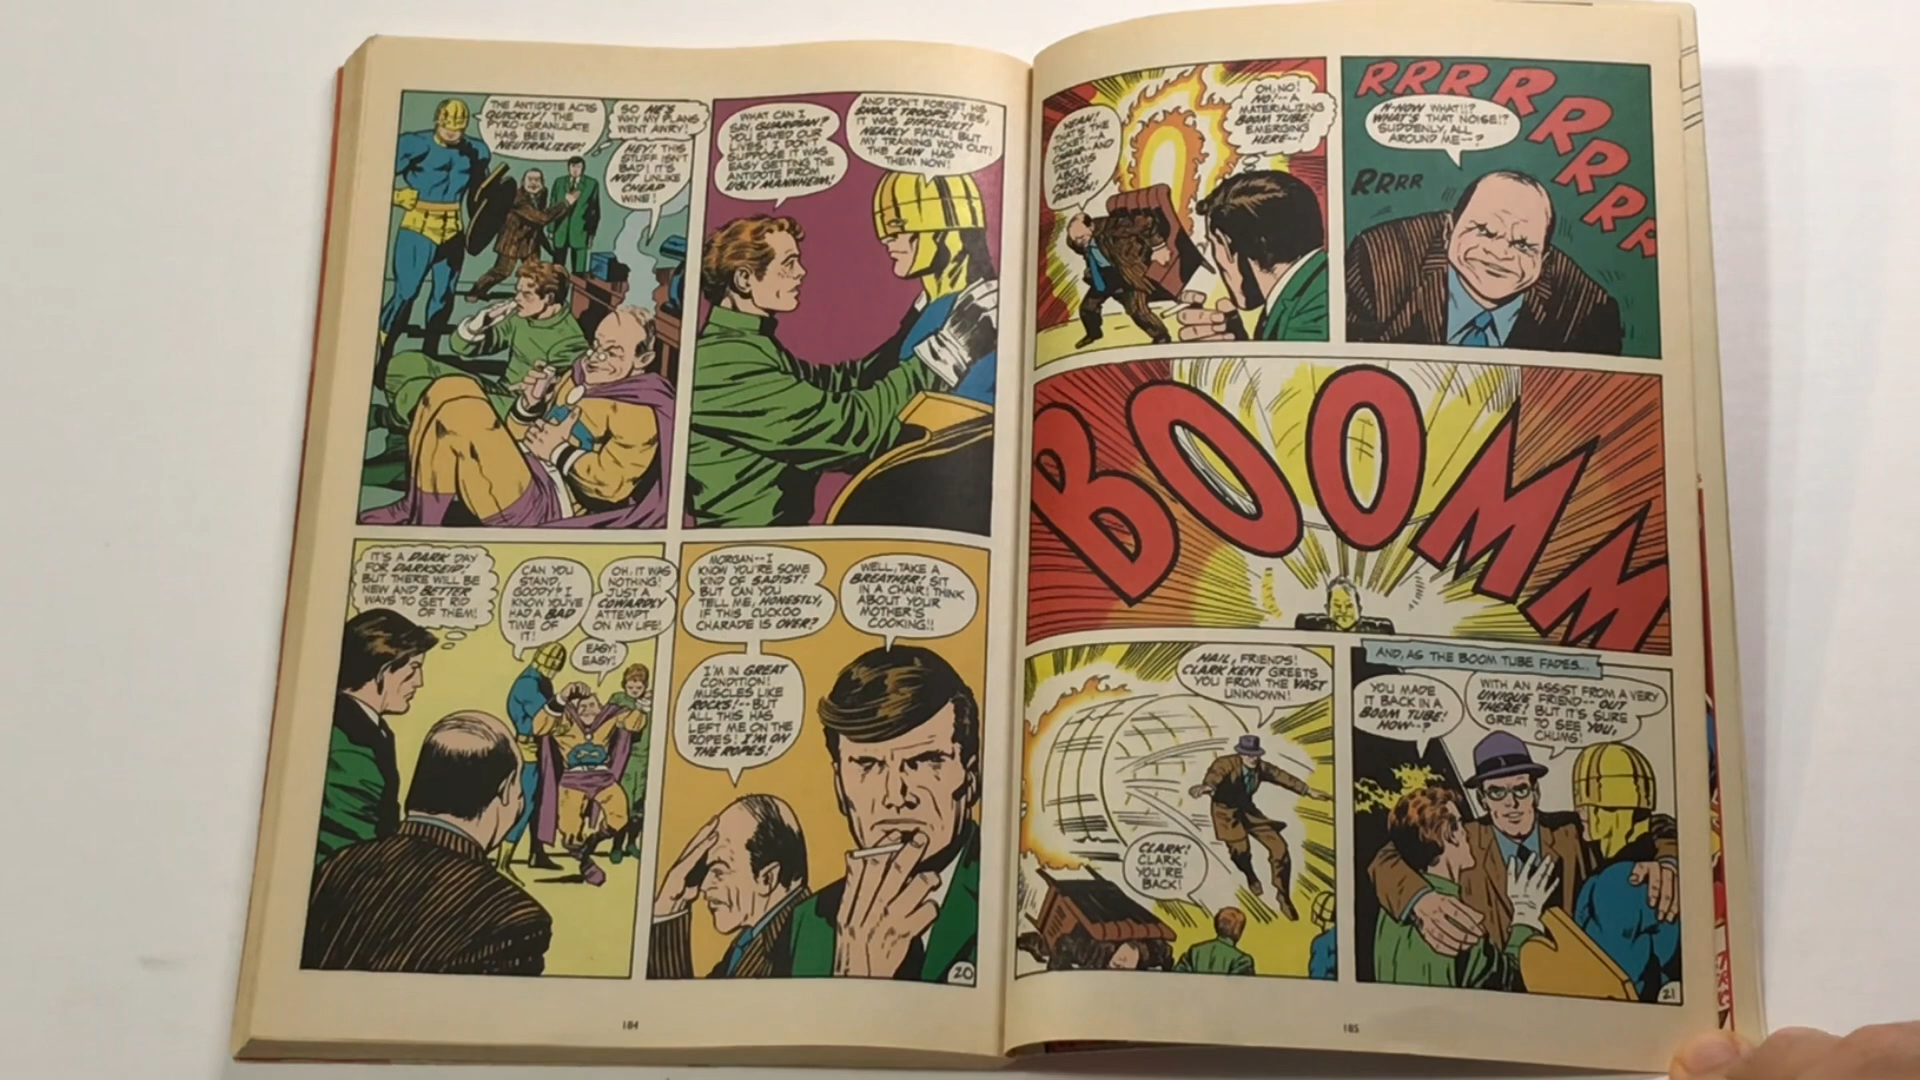 THE ANTIDOTE ACTS
QUICKLY! THE
PYRO-GRANULATE
HAS BEEN
NEUTRALIZED!
SO HE'S
WHY MY PLANS
WENT AWRY!
HEY! THIS
STUFF ISN'T
BAD! IT'S
NOT UNLIKE
CHEAP
WINE!
WHAT CAN I
SAY, GUARDIAN?
YOU SAVED OUR
LIVES! I DON'T
SUPPOSE IT WAS
EASY GETTING THE
ANTIDOTE FROM
UGLY MANNHEIM!
AND DON'T FORGET HIS
SHOCK TROOPS! YES,
IT WAS DIFFICULT!
NEARLY FATAL! BUT
MY TRAINING WON OUT!
THE LAW HAS
THEM NOW!
IT'S A DARK DAY
FOR DARKSEID!
BUT THERE WILL BE
NEW AND BETTER
WAYS TO GET RID
OF THEM!
CAN YOU
STAND,
GOODY? I
KNOW YOU'VE
HAD A BAD
TIME OF
IT!
OH, IT WAS
NOTHING!
JUST A
COWARDLY
ATTEMPT
ON MY LIFE!
EASY!
EASY!
MORGAN--I
KNOW YOU'RE SOME
KIND OF SADIST!
BUT CAN YOU
TELL ME, HONESTLY,
IF THIS CUCKOO
CHARADE IS OVER?
WELL, TAKE A
BREATHER! SIT
IN A CHAIR! THINK
ABOUT YOUR
MOTHER'S
COOKING!!
I'M IN GREAT
CONDITION!
MUSCLES LIKE
ROCKS!--BUT
ALL THIS HAS
LEFT ME ON THE
ROPES! I'M ON
THE ROPES!
20
184
YEAH!
THAT'S THE
TICKET!--A
CHAIR--AND
DREAMS
ABOUT
CHEESE
DANISH!
OH, NO!
NO!--A
MATERIALIZING
BOOM TUBE!
EMERGING
HERE--!
RRRRRRRRR
N-NOW WHAT!!?
WHAT'S THAT NOISE!?
SUDDENLY, ALL
AROUND ME--?
RRRR
BOOMM
HAIL, FRIENDS!
CLARK KENT GREETS
YOU FROM THE VAST
UNKNOWN!
CLARK!
CLARK,
YOU'RE
BACK!
AND, AS THE BOOM TUBE FADES...
YOU MADE
IT BACK IN A
BOOM TUBE!
HOW--?
WITH AN ASSIST FROM A VERY
UNIQUE FRIEND--OUT
THERE! BUT IT'S SURE
GREAT TO SEE YOU,
CHUMS!
21
185